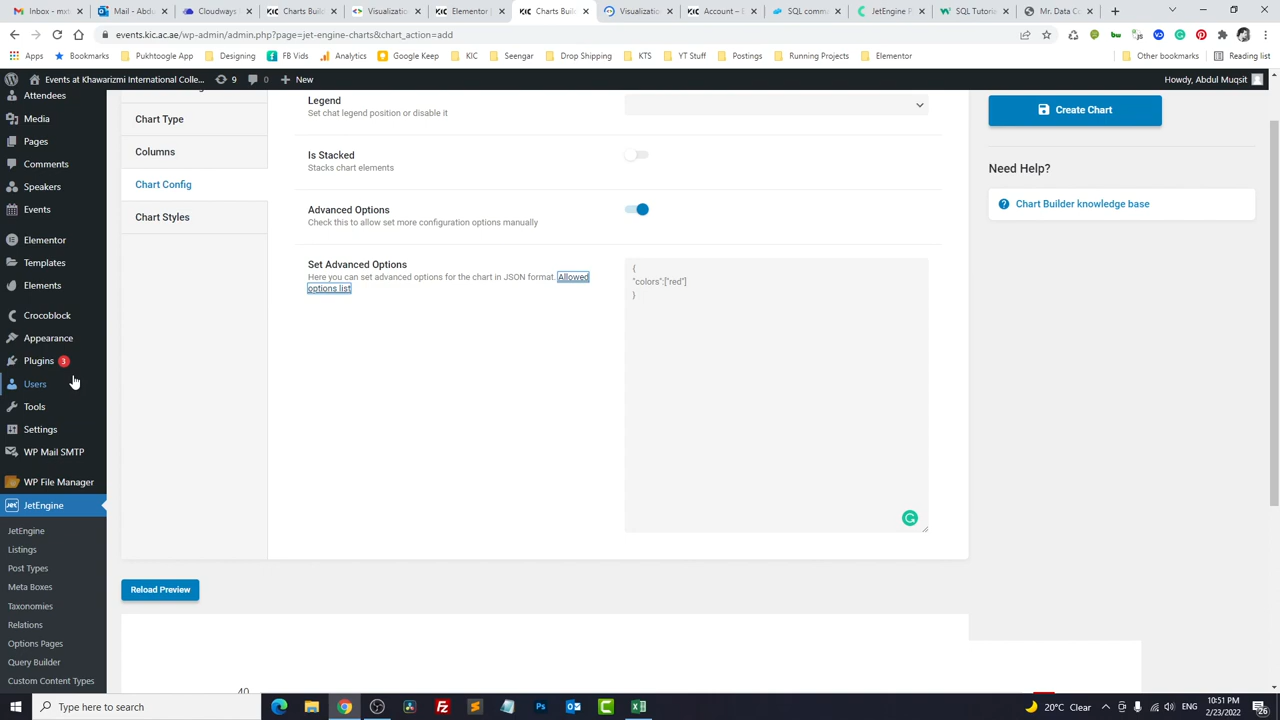 Inbox (
Mail - Abdu
Cloudways
Inbox (36)
KIC Charts B
Charts Buil
Visualizatio
Account – C
SQL comm
JetEngine P
SQL Tutoria
Mr. Data Co
events.kic.ac.ae/wp-admin/admin.php?page=jet-engine-charts&chart_action=add
Apps
Bookmarks
Pukhtoogle App
Designing
FB Vids
Analytics
Google Keep
KIC
Seengar
Drop Shipping
KTS
YT Stuff
Postings
Running Projects
Elementor
Other bookmarks
Reading list
Events at Khawarizmi International Colle...
9
0
New
Howdy, Abdul Muqsit
Attendees
Media
Pages
Comments
Speakers
Events
Elementor
Templates
Elements
Crocoblock
Appearance
Plugins 3
Users
Tools
Settings
WP Mail SMTP
WP File Manager
JetEngine
JetEngine
Listings
Post Types
Meta Boxes
Taxonomies
Relations
Options Pages
Query Builder
Custom Content Types
Chart Type
Columns
Chart Config
Chart Styles
Legend
Set chat legend position or disable it
Is Stacked
Stacks chart elements
Advanced Options
Check this to allow set more configuration options manually
Set Advanced Options
Here you can set advanced options for the chart in JSON format. Allowed
options list
{
"colors":["red"]
}
Create Chart
Need Help?
Chart Builder knowledge base
Reload Preview
40
Type here to search
20°C Clear
10:51 PM
2/23/2022
26